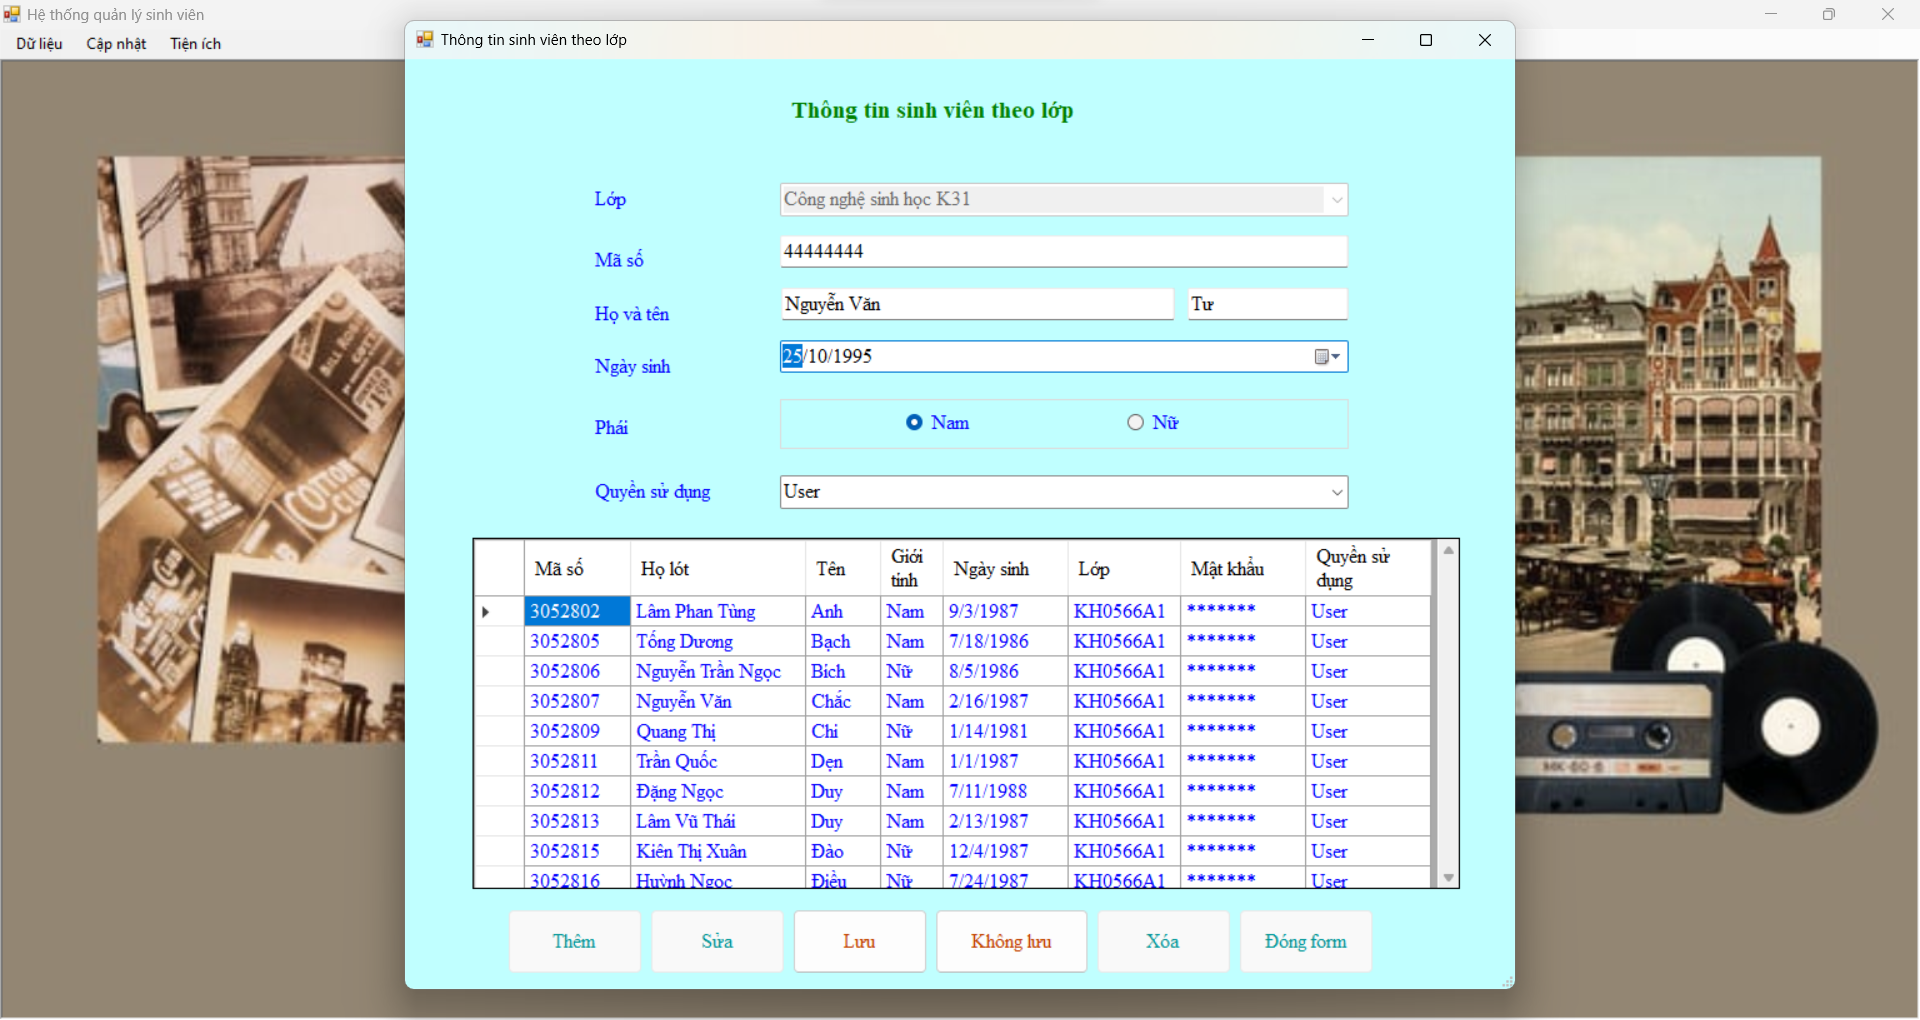 Hệ thống quản lý sinh viên
Dữ liệu Cập nhật Tiện ích
Thông tin sinh viên theo lớp
Thông tin sinh viên theo lớp
Lớp Công nghệ sinh học K31
Mã số 44444444
Họ và tên Nguyễn Văn Tư
Ngày sinh 25/10/1995
Phái Nam Nữ
Quyền sử dụng User
Mã số Họ lót Tên Giới tính Ngày sinh Lớp Mật khẩu Quyền sử dụng
3052802 Lâm Phan Tùng Anh Nam 9/3/1987 KH0566A1 ******* User
3052805 Tống Dương Bạch Nam 7/18/1986 KH0566A1 ******* User
3052806 Nguyễn Trần Ngọc Bích Nữ 8/5/1986 KH0566A1 ******* User
3052807 Nguyễn Văn Chắc Nam 2/16/1987 KH0566A1 ******* User
3052809 Quang Thị Chi Nữ 1/14/1981 KH0566A1 ******* User
3052811 Trần Quốc Dẹn Nam 1/1/1987 KH0566A1 ******* User
3052812 Đặng Ngọc Duy Nam 7/11/1988 KH0566A1 ******* User
3052813 Lâm Vũ Thái Duy Nam 2/13/1987 KH0566A1 ******* User
3052815 Kiên Thị Xuân Đào Nữ 12/4/1987 KH0566A1 ******* User
3052816 Huỳnh Ngọc Điều Nữ 7/24/1987 KH0566A1 ******* User
Thêm Sửa Lưu Không lưu Xóa Đóng form
COTTON CLUB